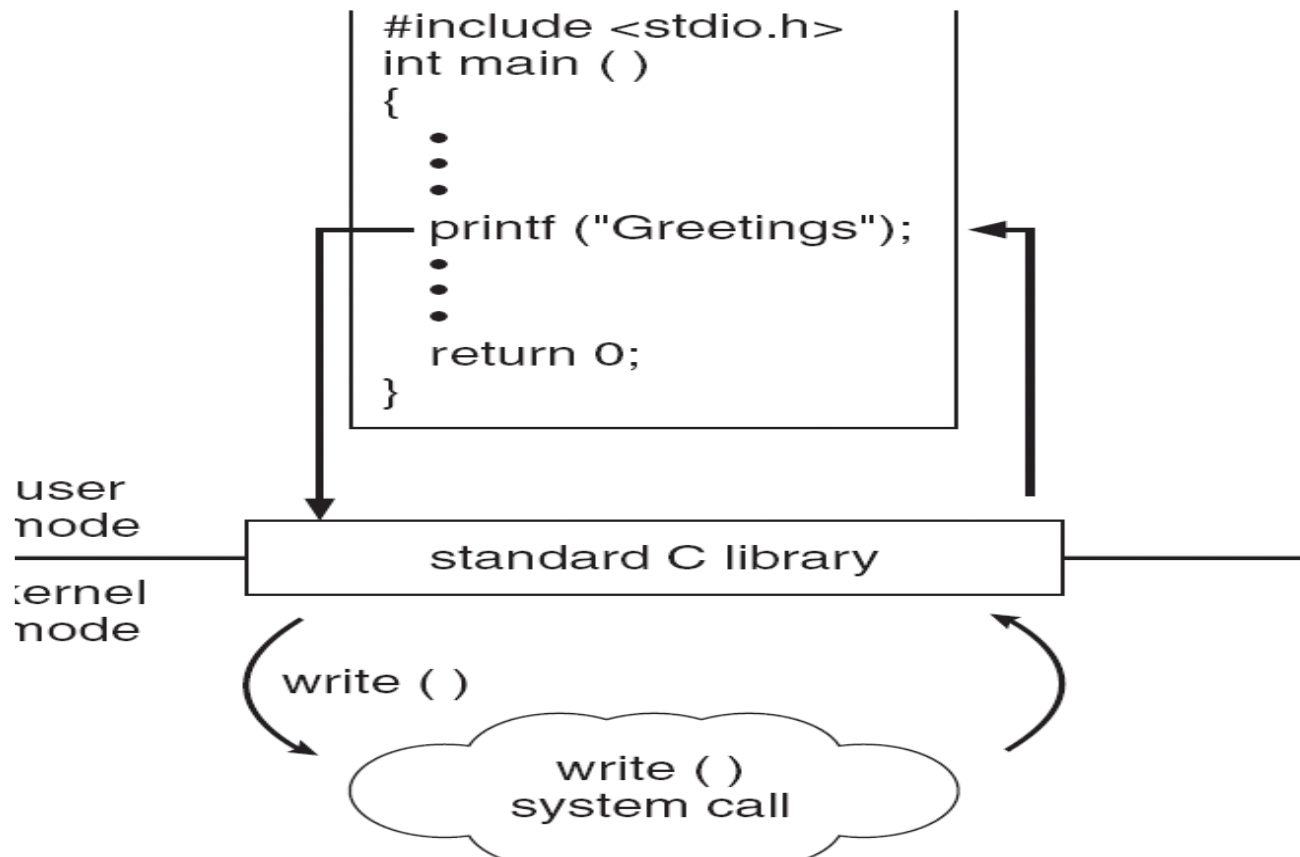 #include <stdio.h>
int main ( )
{
•
•
•
printf ("Greetings");
•
•
•
return 0;
}
user
mode
standard C library
kernel
mode
write ( )
write ( )
system call